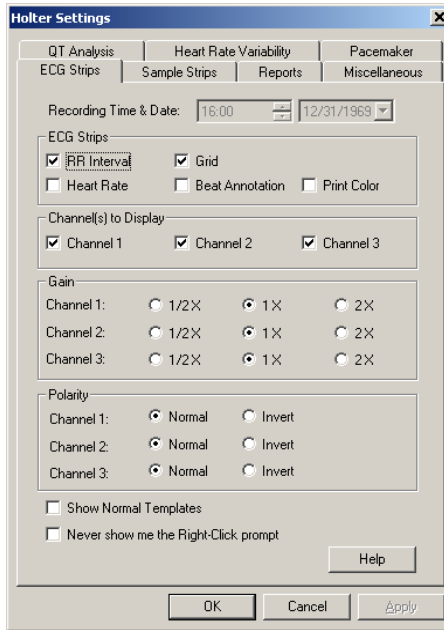 Holter Settings
QT Analysis Heart Rate Variability Pacemaker
ECG Strips Sample Strips Reports Miscellaneous
Recording Time & Date: 16:00 12/31/1969
ECG Strips
RR Interval Grid
Heart Rate Beat Annotation Print Color
Channel(s) to Display
Channel 1 Channel 2 Channel 3
Gain
Channel 1: 1/2X 1X 2X
Channel 2: 1/2X 1X 2X
Channel 3: 1/2X 1X 2X
Polarity
Channel 1: Normal Invert
Channel 2: Normal Invert
Channel 3: Normal Invert
Show Normal Templates
Never show me the Right-Click prompt
Help
OK Cancel Apply